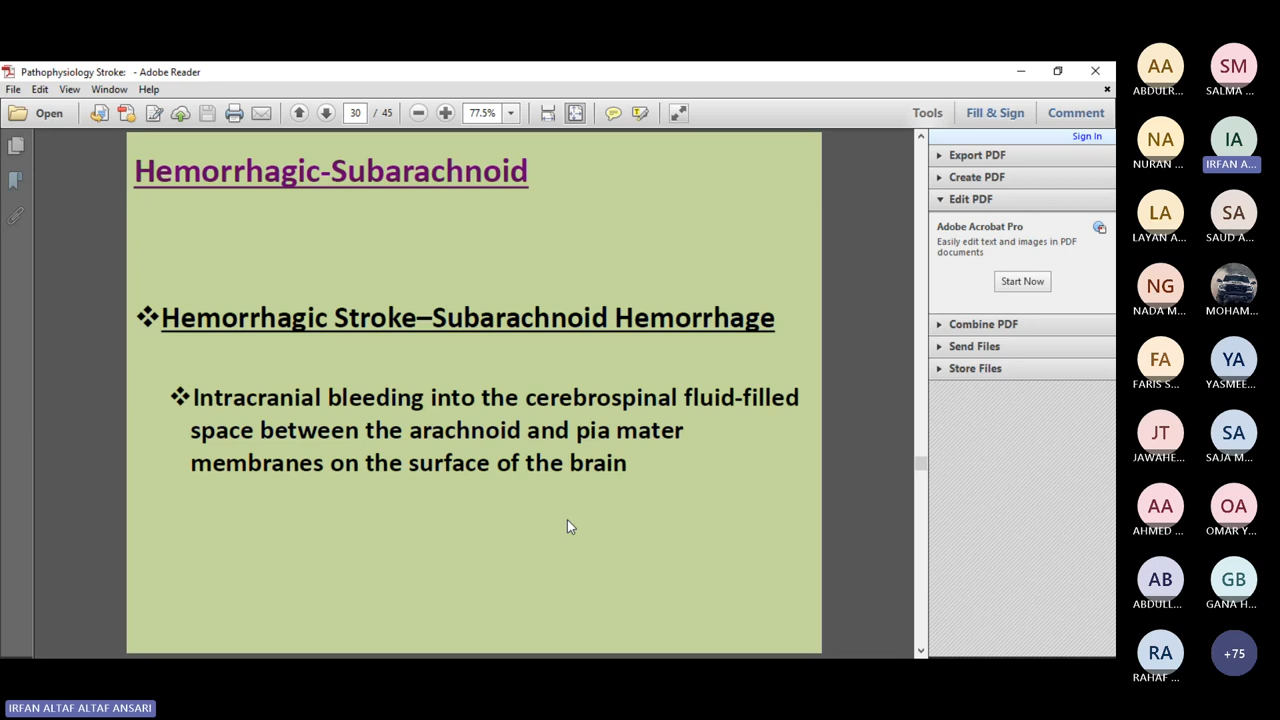 Pathophysiology Stroke: - Adobe Reader
File Edit View Window Help
Open 30 / 45 77.5% Tools Fill & Sign Comment
Sign In
Export PDF
Create PDF
Edit PDF
Adobe Acrobat Pro
Easily edit text and images in PDF
documents
Start Now
Combine PDF
Send Files
Store Files
Hemorrhagic-Subarachnoid
❖Hemorrhagic Stroke–Subarachnoid Hemorrhage
❖Intracranial bleeding into the cerebrospinal fluid-filled
space between the arachnoid and pia mater
membranes on the surface of the brain
AA SM
ABDULR... SALMA ...
NA IA
NURAN ... IRFAN A...
LA SA
LAYAN A... SAUD A...
NG
NADA M... MOHAM...
FA YA
FARIS S... YASMEE...
JT SA
JAWAHE... SAJA M...
AA OA
AHMED ... OMAR Y...
AB GB
ABDULL... GANA H...
RA +75
RAHAF ...
IRFAN ALTAF ALTAF ANSARI